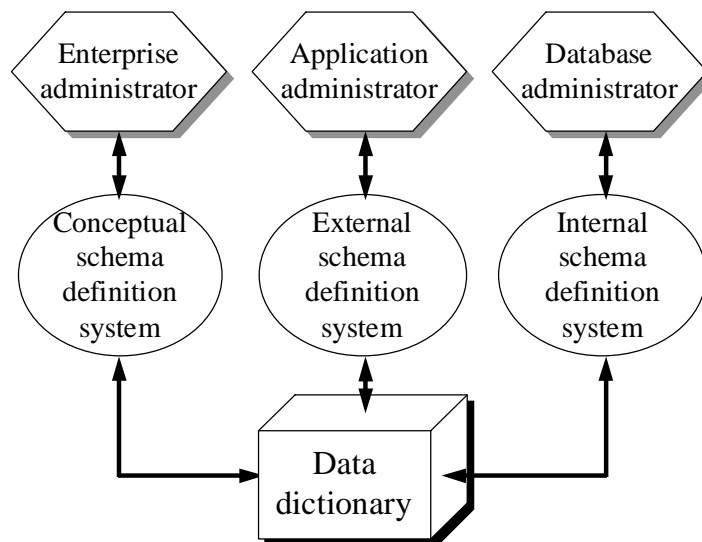 Enterprise
administrator
Application
administrator
Database
administrator
Conceptual
schema
definition
system
External
schema
definition
system
Internal
schema
definition
system
Data
dictionary